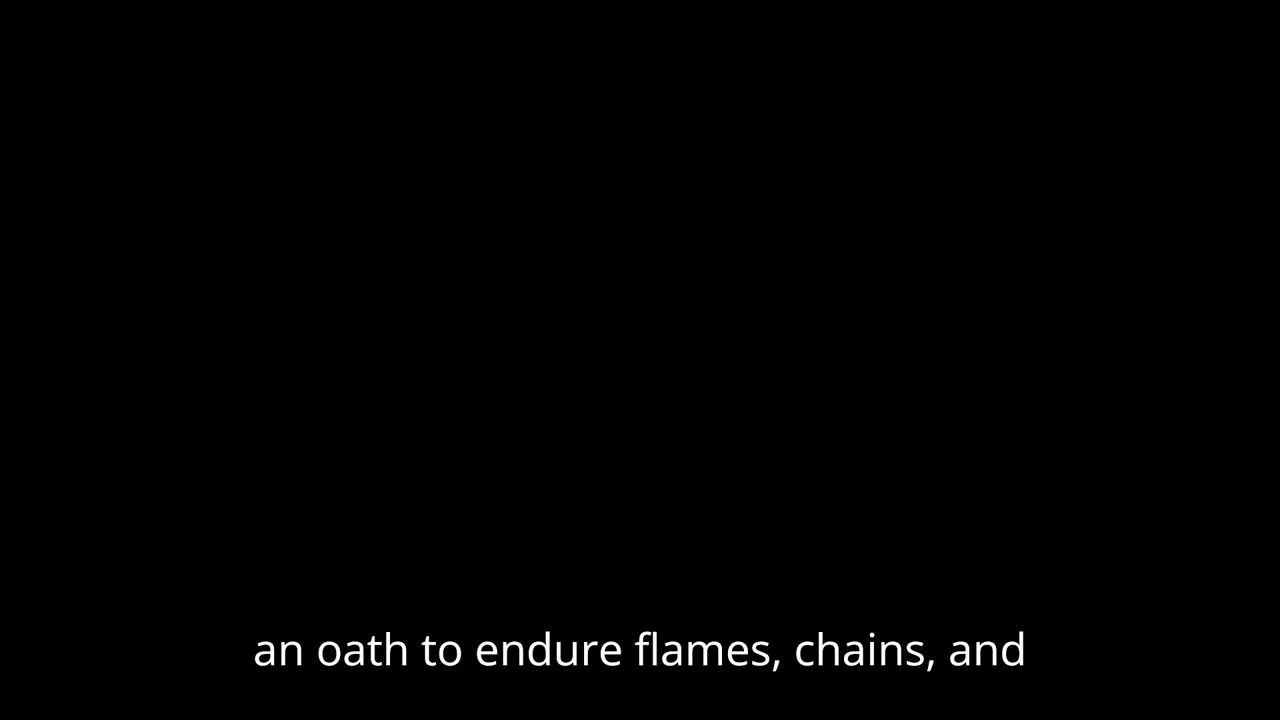 an oath to endure flames, chains, and